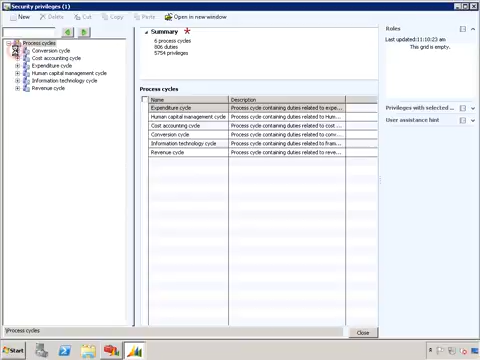 Security privileges (1)
New Delete Cut Copy Paste Open in new window
Process cycles
Conversion cycle
Cost accounting cycle
Expenditure cycle
Human capital management cycle
Information technology cycle
Revenue cycle
Summary
6 process cycles
806 duties
5754 privileges
Process cycles
Name Description
Expenditure cycle Process cycle containing duties related to expe...
Human capital management cycle Process cycle containing duties related to Hum...
Cost accounting cycle Process cycle containing duties related to cost ...
Conversion cycle Process cycle containing duties related to conv...
Information technology cycle Process cycle containing duties related to fram...
Revenue cycle Process cycle containing duties related to reve...
Roles
Last updated:11:10:23 am
This grid is empty.
Privileges with selected ...
User assistance hint
\Process cycles
Close
Start